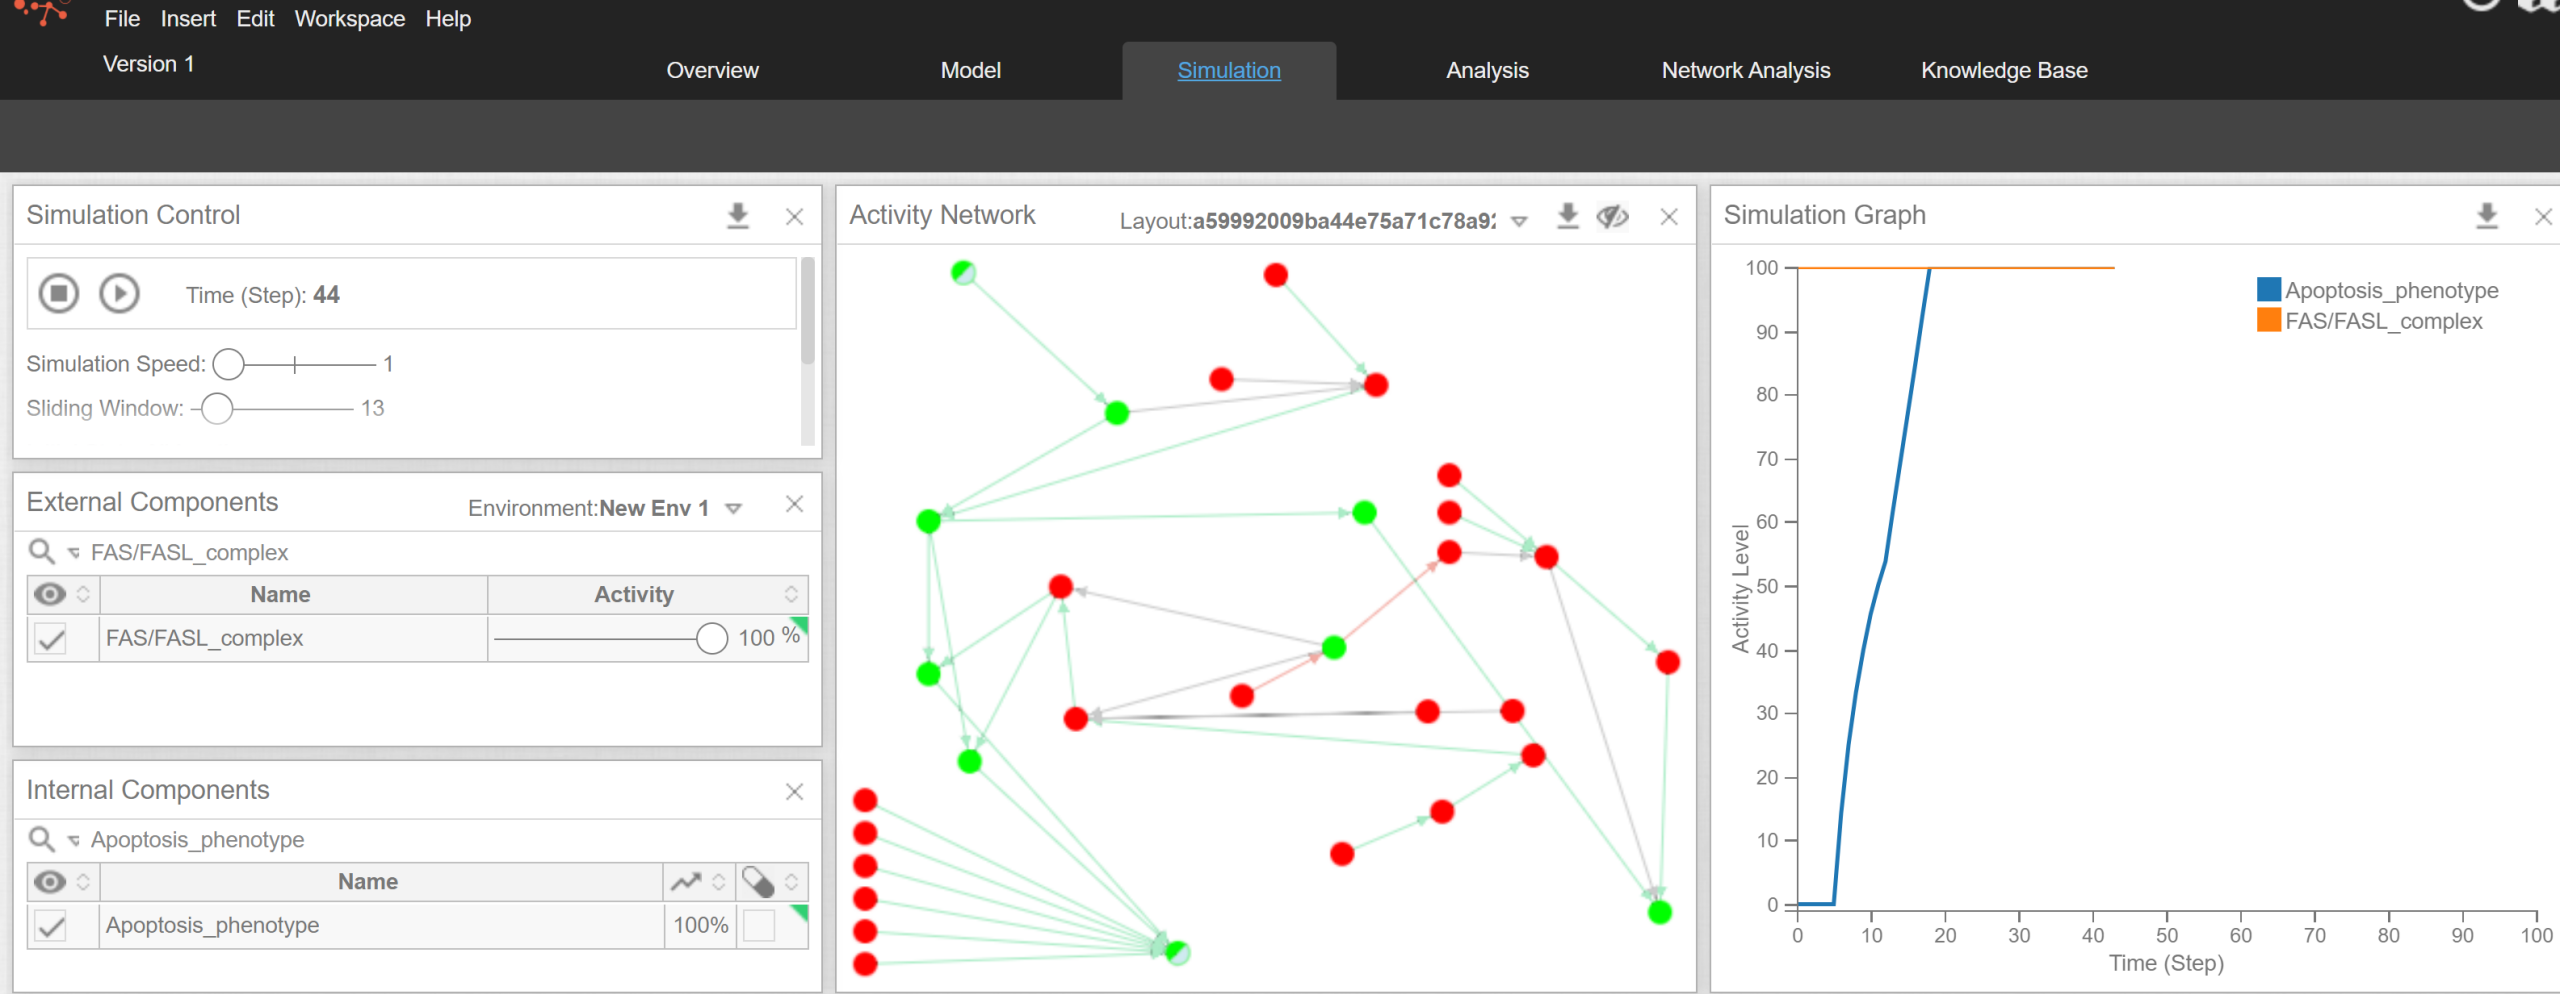 File Insert Edit Workspace Help
Version 1
Overview Model Simulation Analysis Network Analysis Knowledge Base
Simulation Control
Time (Step): 44
Simulation Speed: 1
Sliding Window: 13
External Components Environment:New Env 1
FAS/FASL_complex
Name Activity
FAS/FASL_complex 100 %
Internal Components
Apoptosis_phenotype
Name
Apoptosis_phenotype 100%
Activity Network Layout:a59992009ba44e75a71c78a92
Simulation Graph
Apoptosis_phenotype
FAS/FASL_complex
Activity Level
100
90
80
70
60
50
40
30
20
10
0
0 10 20 30 40 50 60 70 80 90 100
Time (Step)